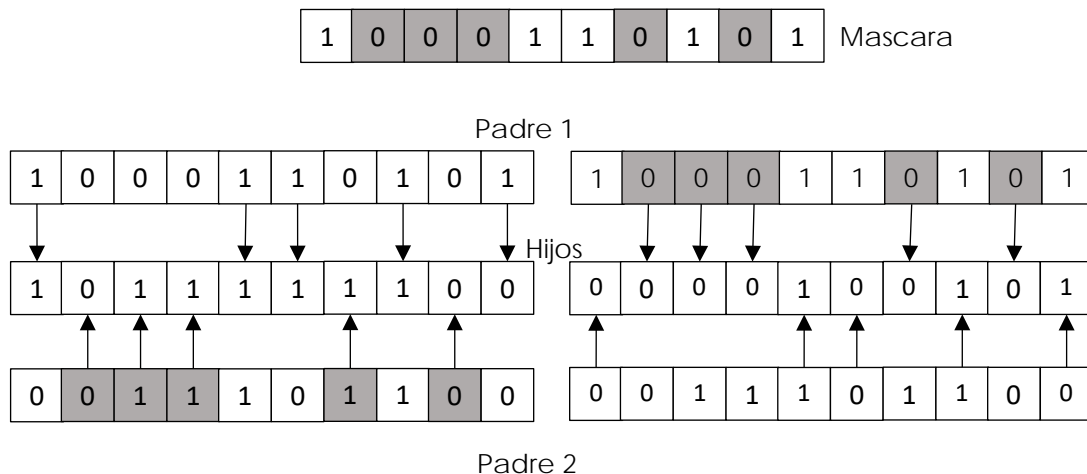 1 0 0 0 1 1 0 1 0 1 Mascara
Padre 1
1 0 0 0 1 1 0 1 0 1
1 0 0 0 1 1 0 1 0 1
Hijos
1 0 1 1 1 1 1 1 0 0
0 0 0 0 1 0 0 1 0 1
0 0 1 1 1 0 1 1 0 0
0 0 1 1 1 0 1 1 0 0
Padre 2